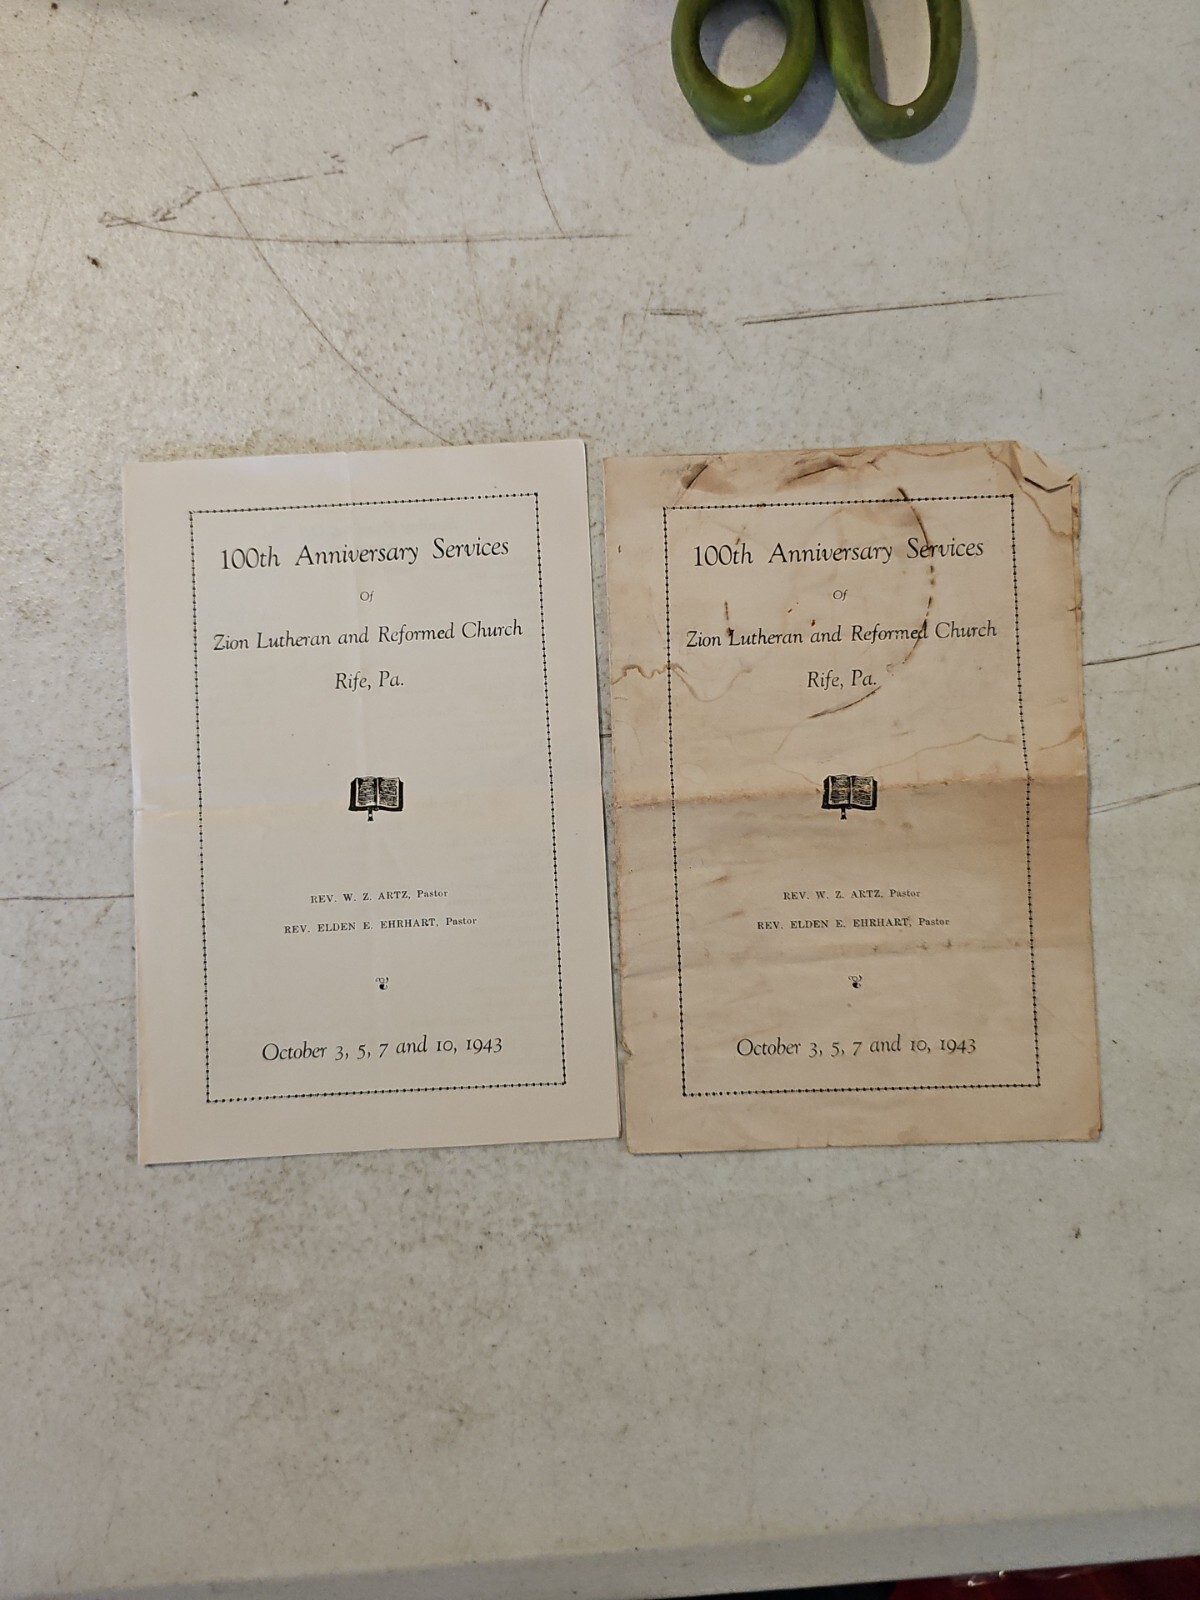 100th Anniversary Services
Of
Zion Lutheran and Reformed Church
Rife, Pa.
REV. W. Z. ARTZ, Pastor
REV. ELDEN E. EHRHART, Pastor
October 3, 5, 7 and 10, 1943
100th Anniversary Services
Of
Zion Lutheran and Reformed Church
Rife, Pa.
REV. W. Z. ARTZ, Pastor
REV. ELDEN E. EHRHART, Pastor
October 3, 5, 7 and 10, 1943